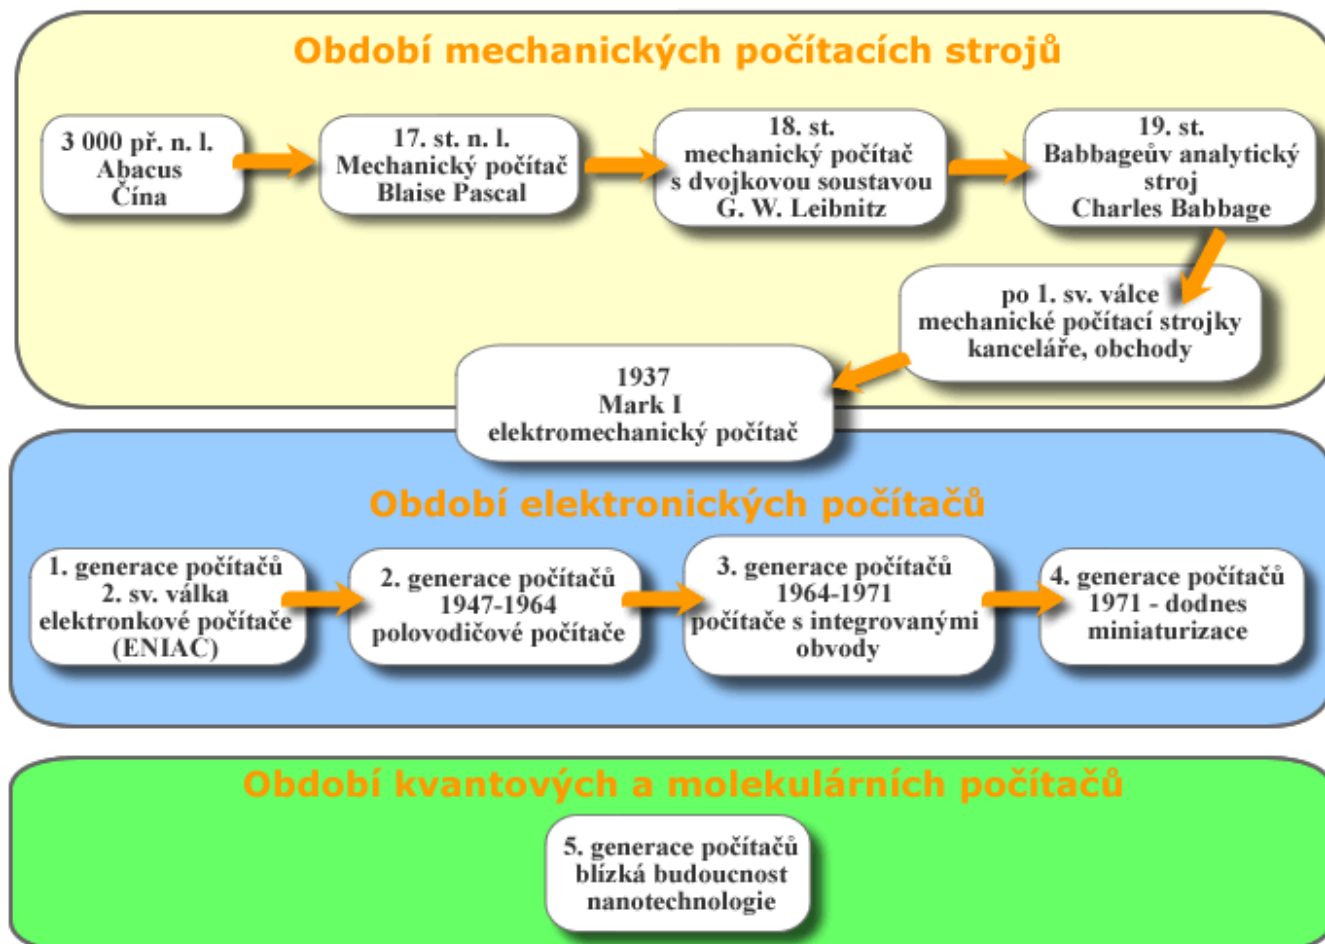 Období mechanických počítacích strojů
3 000 př. n. l.
Abacus
Čína
17. st. n. l.
Mechanický počítač
Blaise Pascal
18. st.
mechanický počítač
s dvojkovou soustavou
G. W. Leibnitz
19. st.
Babbageův analytický
stroj
Charles Babbage
po 1. sv. válce
mechanické počítací strojky
kanceláře, obchody
1937
Mark I
elektromechanický počítač
Období elektronických počítačů
1. generace počítačů
2. sv. válka
elektronkové počítače
(ENIAC)
2. generace počítačů
1947-1964
polovodičové počítače
3. generace počítačů
1964-1971
počítače s integrovanými
obvody
4. generace počítačů
1971 - dodnes
miniaturizace
Období kvantových a molekulárních počítačů
5. generace počítačů
blízká budoucnost
nanotechnologie